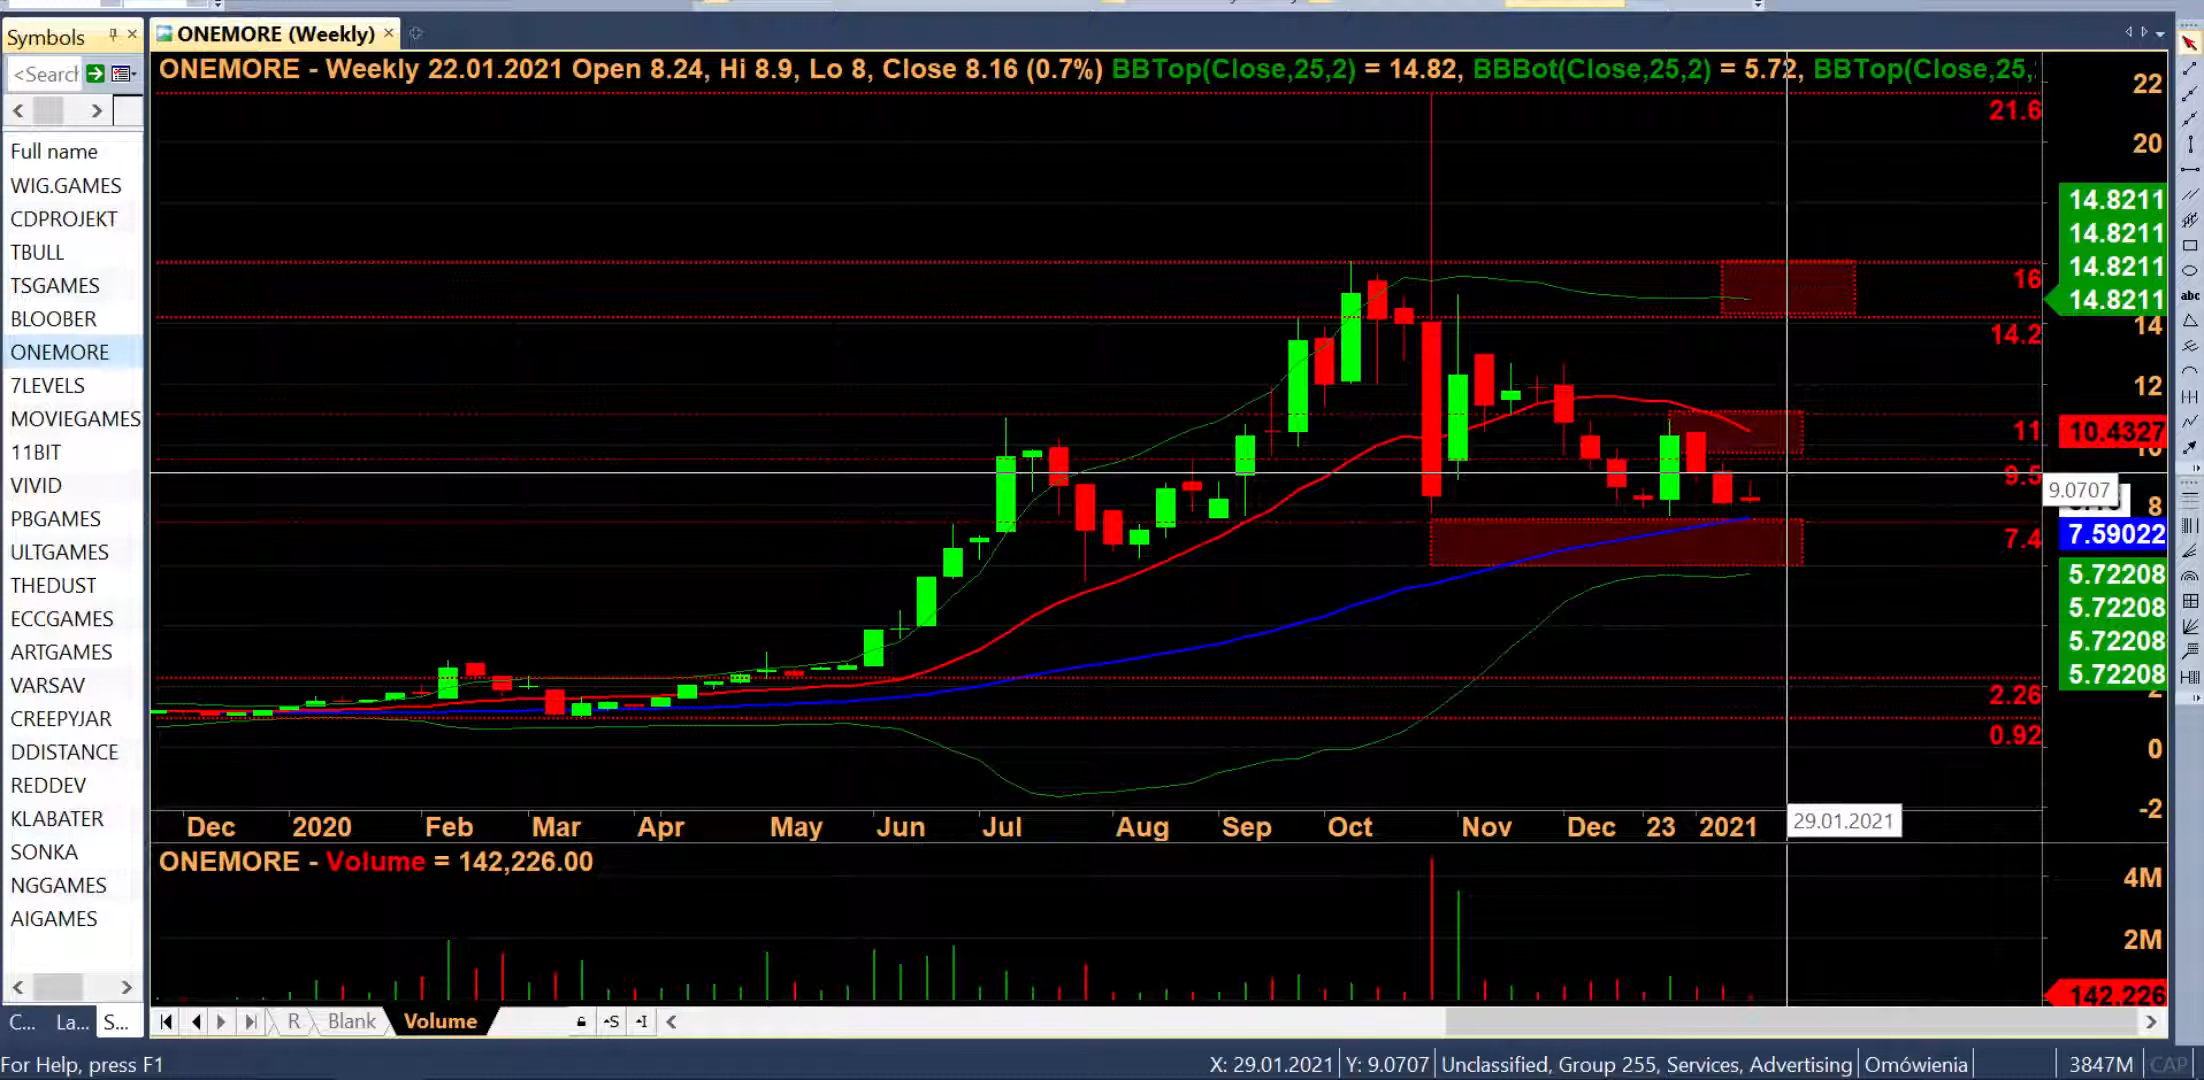 Symbols
ONEMORE (Weekly)
<Search
Full name
WIG.GAMES
CDPROJEKT
TBULL
TSGAMES
BLOOBER
ONEMORE
7LEVELS
MOVIEGAMES
11BIT
VIVID
PBGAMES
ULTGAMES
THEDUST
ECCGAMES
ARTGAMES
VARSAV
CREEPYJAR
DDISTANCE
REDDEV
KLABATER
SONKA
NGGAMES
AIGAMES
C... La... S...
ONEMORE - Weekly 22.01.2021 Open 8.24, Hi 8.9, Lo 8, Close 8.16 (0.7%) BBTop(Close,25,2) = 14.82, BBBot(Close,25,2) = 5.72, BBTop(Close,25,
21.6
16
14.2
11
9.5
7.4
2.26
0.92
22
20
14.8211
14.8211
14.8211
14.8211
14
12
10.4327
9.0707
8
7.59022
5.72208
5.72208
5.72208
5.72208
0
-2
Dec 2020 Feb Mar Apr May Jun Jul Aug Sep Oct Nov Dec 23 2021
29.01.2021
ONEMORE - Volume = 142,226.00
4M
2M
142.226
R Blank Volume
S I
abc
For Help, press F1
X: 29.01.2021 Y: 9.0707 Unclassified, Group 255, Services, Advertising Omówienia 3847M CAP